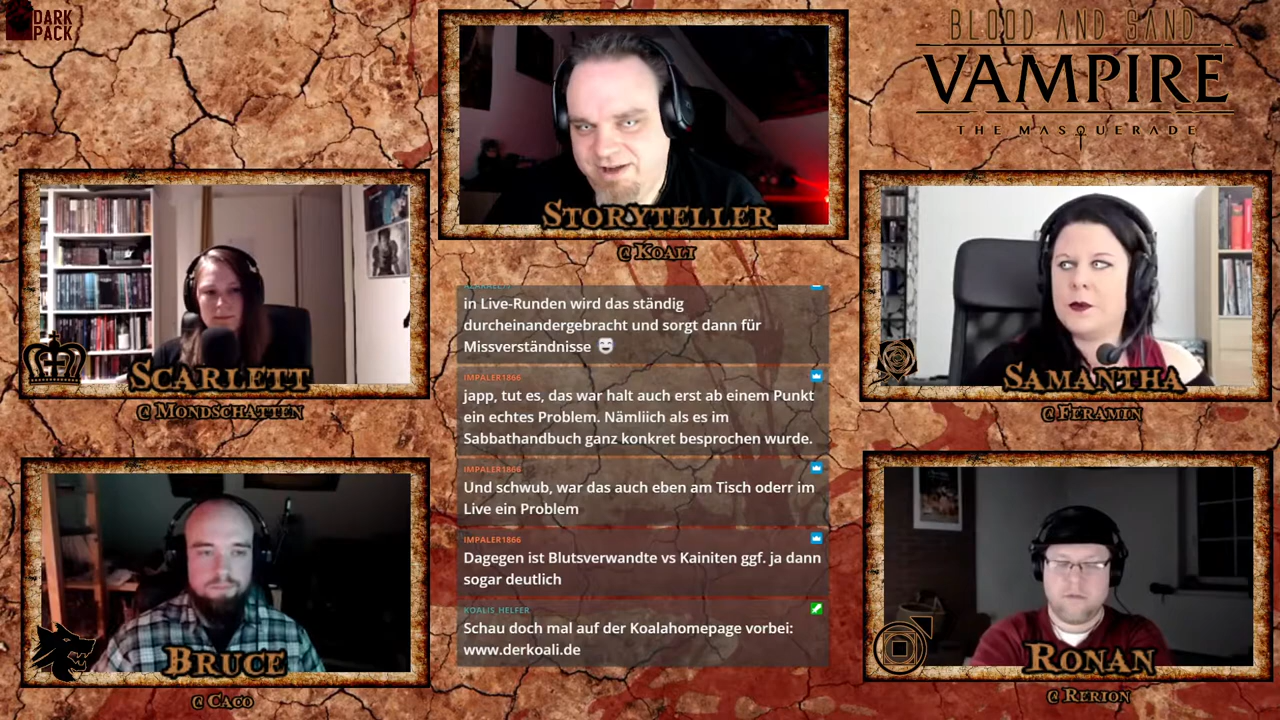 DARK
PACK
BLOOD AND SAND
VAMPIRE
THE MASQUERADE
STORYTELLER
@ KOALI
SCARLETT
@ MONDSCHATTEN
SAMANTHA
@ FERAMIN
in Live-Runden wird das ständig
durcheinandergebracht und sorgt dann für
Missverständnisse
IMPALER1866
japp, tut es, das war halt auch erst ab einem Punkt
ein echtes Problem. Nämliich als es im
Sabbathandbuch ganz konkret besprochen wurde.
IMPALER1866
Und schwub, war das auch eben am Tisch oderr im
Live ein Problem
IMPALER1866
Dagegen ist Blutsverwandte vs Kainiten ggf. ja dann
sogar deutlich
KOALIS_HELFER
Schau doch mal auf der Koalahomepage vorbei:
www.derkoali.de
BRUCE
@ CACO
RONAN
@ RERION